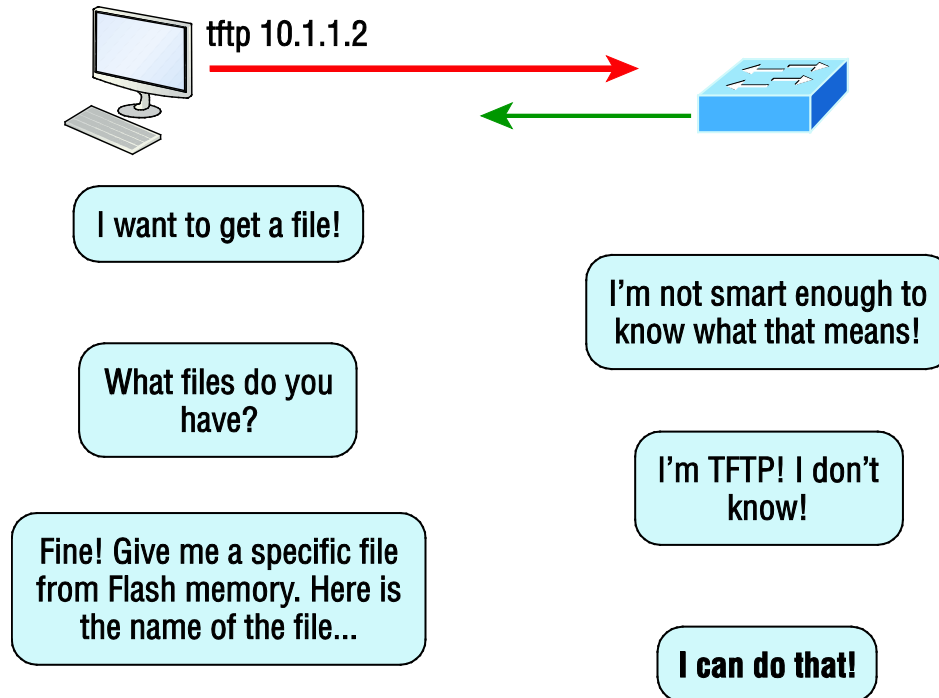 tftp 10.1.1.2
I want to get a file!
I’m not smart enough to
know what that means!
What files do you
have?
I’m TFTP! I don’t
know!
Fine! Give me a specific file
from Flash memory. Here is
the name of the file...
I can do that!